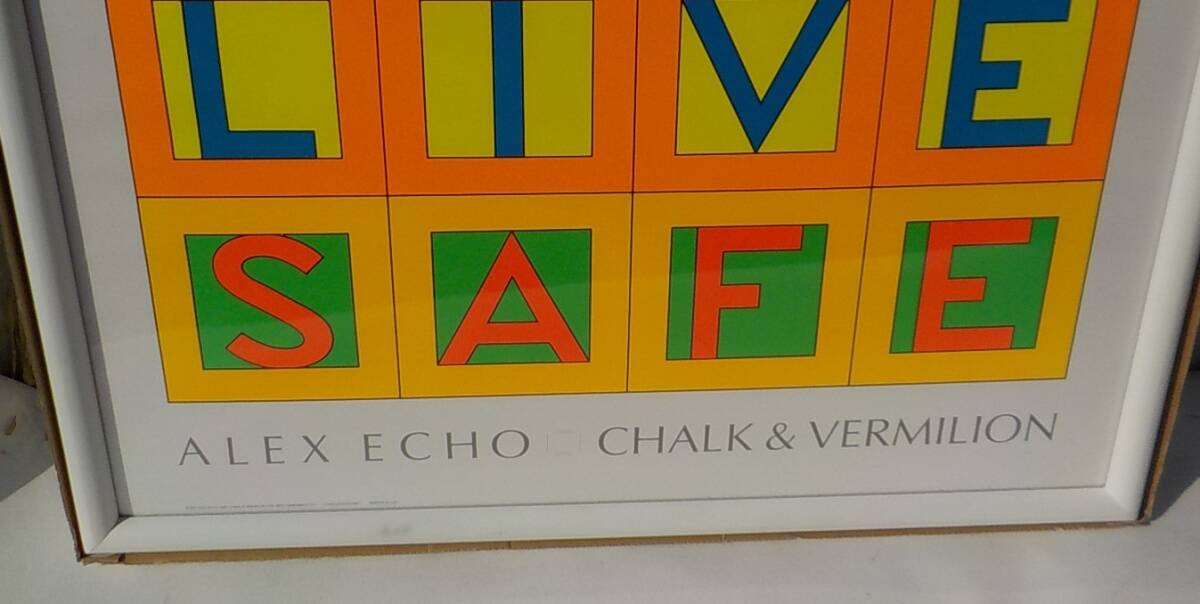 LIVE
SAFE
ALEX ECHO CHALK & VERMILION